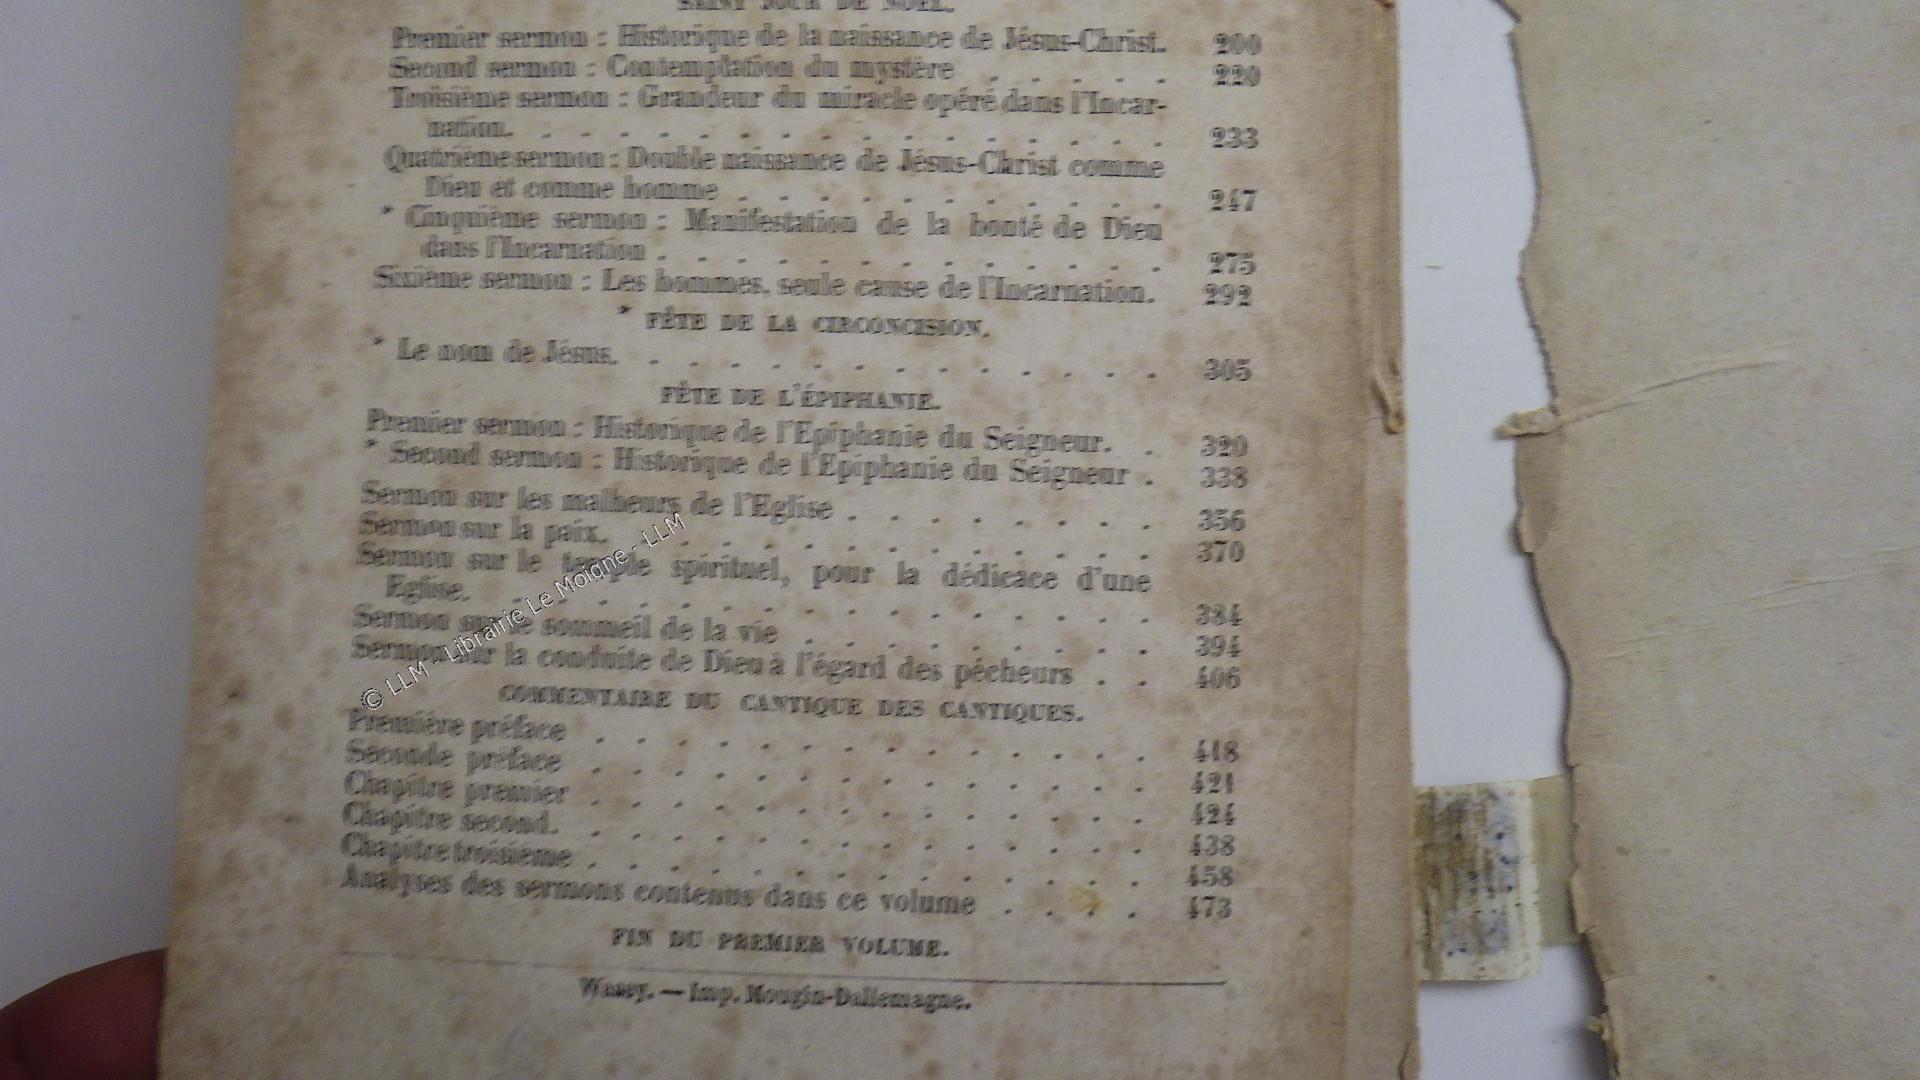 SAINT JOUR DE NOEL.
Premier sermon : Historique de la naissance de Jésus-Christ. 200
Second sermon : Contemplation du mystère . . . . . 220
Troisième sermon : Grandeur du miracle opéré dans l'Incar-
nation. . . . . . . . . . . . . . . . . 233
Quatrième sermon : Double naissance de Jésus-Christ comme
Dieu et comme homme . . . . . . . . . . . 247
* Cinquième sermon : Manifestation de la bonté de Dieu
dans l'Incarnation . . . . . . . . . . . . . 275
Sixième sermon : Les hommes, seule cause de l'Incarnation. 292
* FÊTE DE LA CIRCONCISION.
* Le nom de Jésus. . . . . . . . . . . . . . 305
FÊTE DE L'ÉPIPHANIE.
Premier sermon : Historique de l'Epiphanie du Seigneur. . 320
* Second sermon : Historique de l'Epiphanie du Seigneur . 338
Sermon sur les malheurs de l'Eglise . . . . . . . . 356
Sermon sur la paix. . . . . . . . . . . . . . 370
Sermon sur le temple spirituel, pour la dédicace d'une
Eglise. . . . . . . . . . . . . . . . . . 384
Sermon sur le sommeil de la vie . . . . . . . . . 394
Sermon sur la conduite de Dieu à l'égard des pécheurs . . 406
COMMENTAIRE DU CANTIQUE DES CANTIQUES.
Première préface . . . . . . . . . . . . . . 418
Seconde préface . . . . . . . . . . . . . . 421
Chapitre premier . . . . . . . . . . . . . . 424
Chapitre second. . . . . . . . . . . . . . . 438
Chapitre troisième . . . . . . . . . . . . . . 458
Analyses des sermons contenus dans ce volume . . . . 473
FIN DU PREMIER VOLUME.
Wassy. — Imp. Mougin-Dallemagne.
© LLM - Librairie Le Moigne - LLM